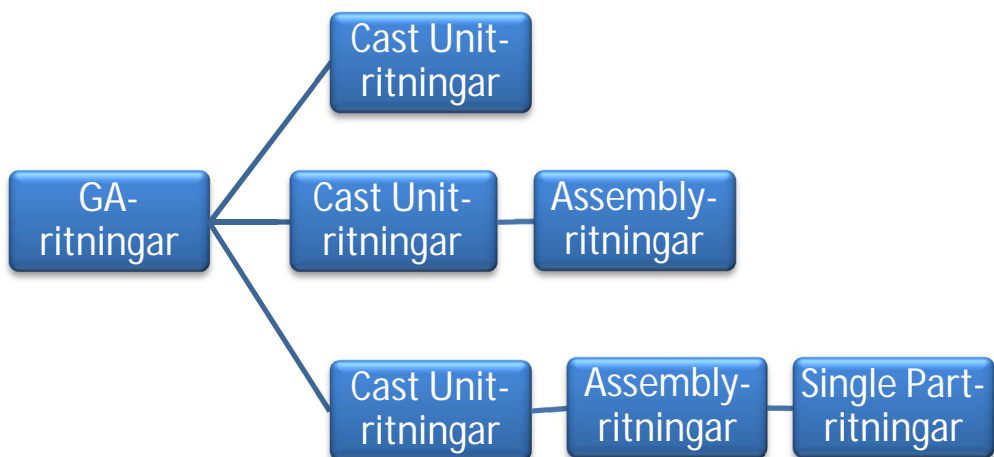 Cast Unit-
ritningar
GA-
ritningar
Cast Unit-
ritningar
Assembly-
ritningar
Cast Unit-
ritningar
Assembly-
ritningar
Single Part-
ritningar